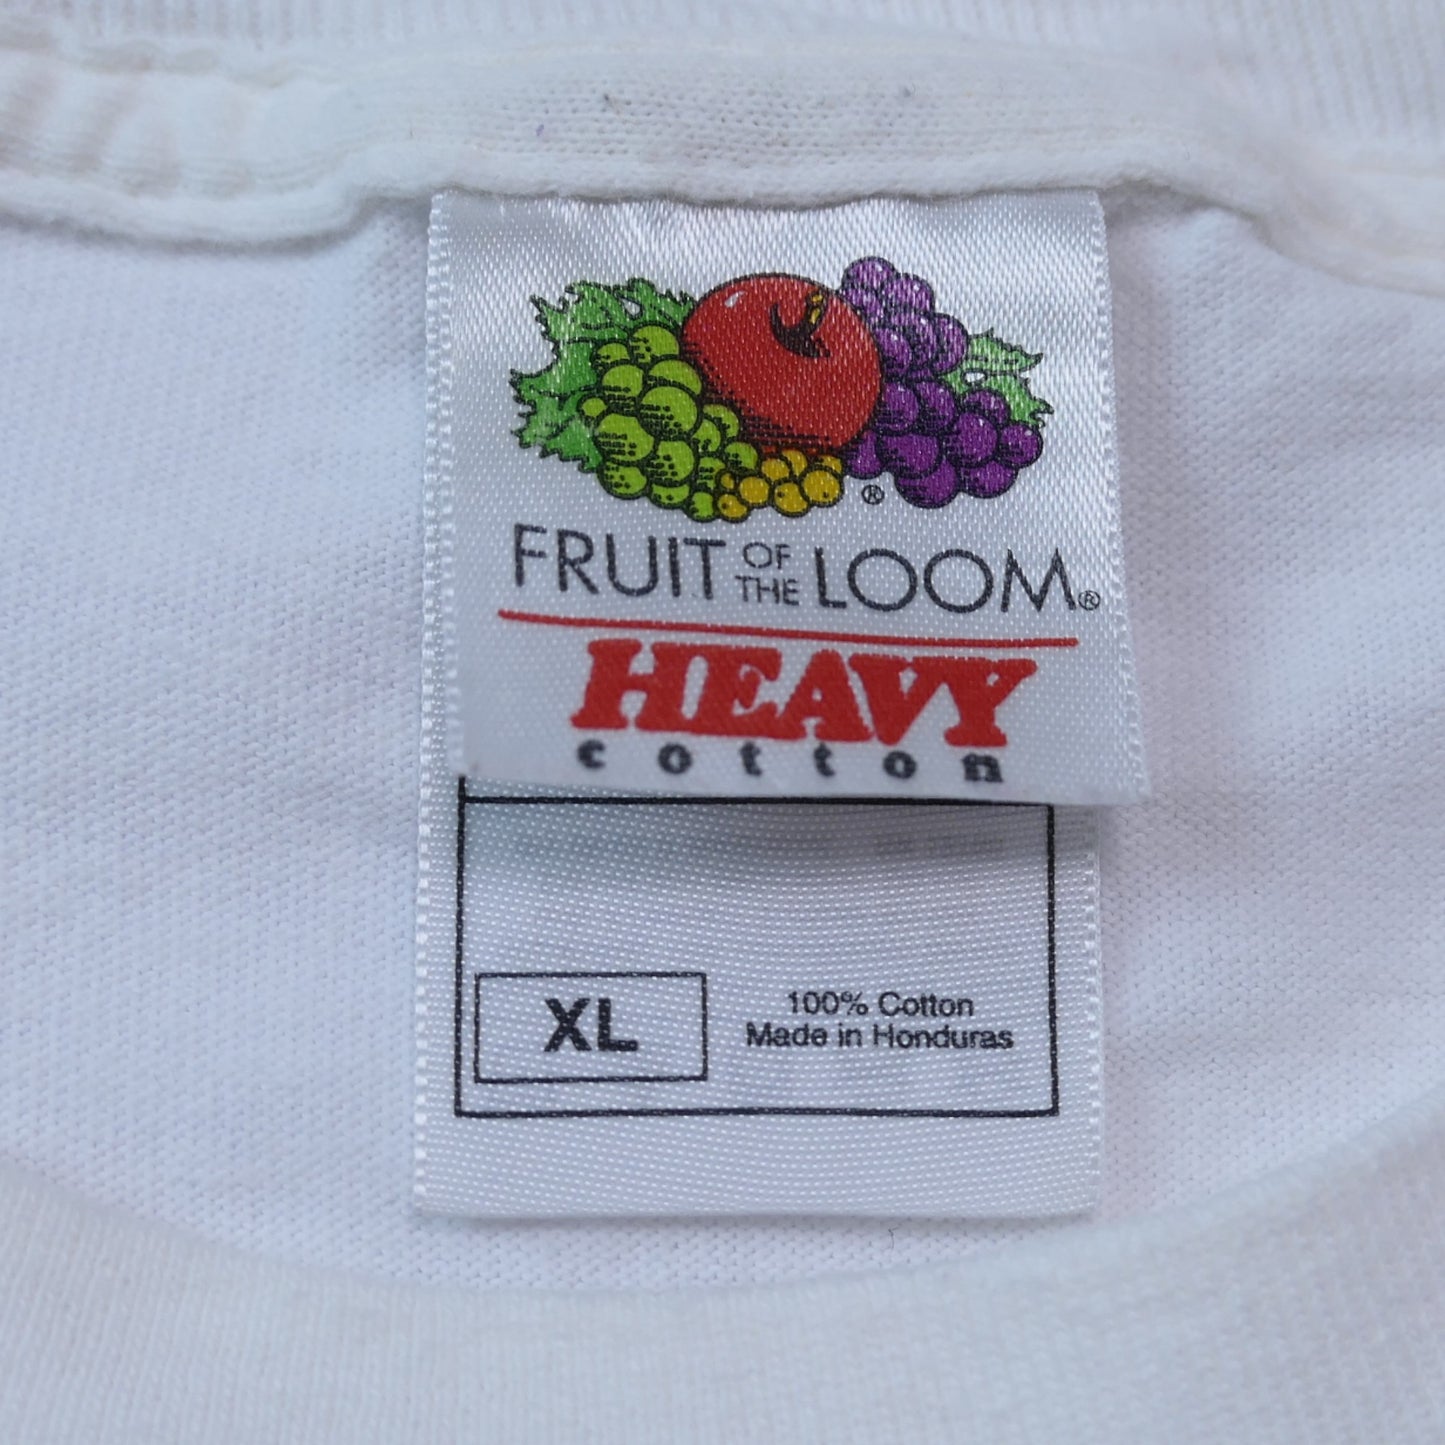 ®
FRUIT OF THE LOOM®
HEAVY
cotton
XL
100% Cotton
Made in Honduras